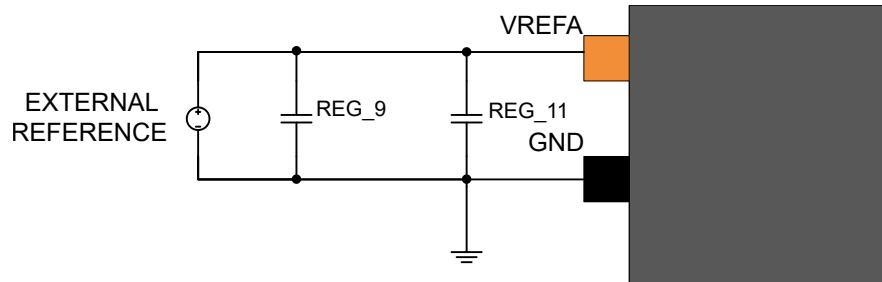 VREFA
EXTERNAL
REFERENCE
+
-
REG_9
REG_11
GND